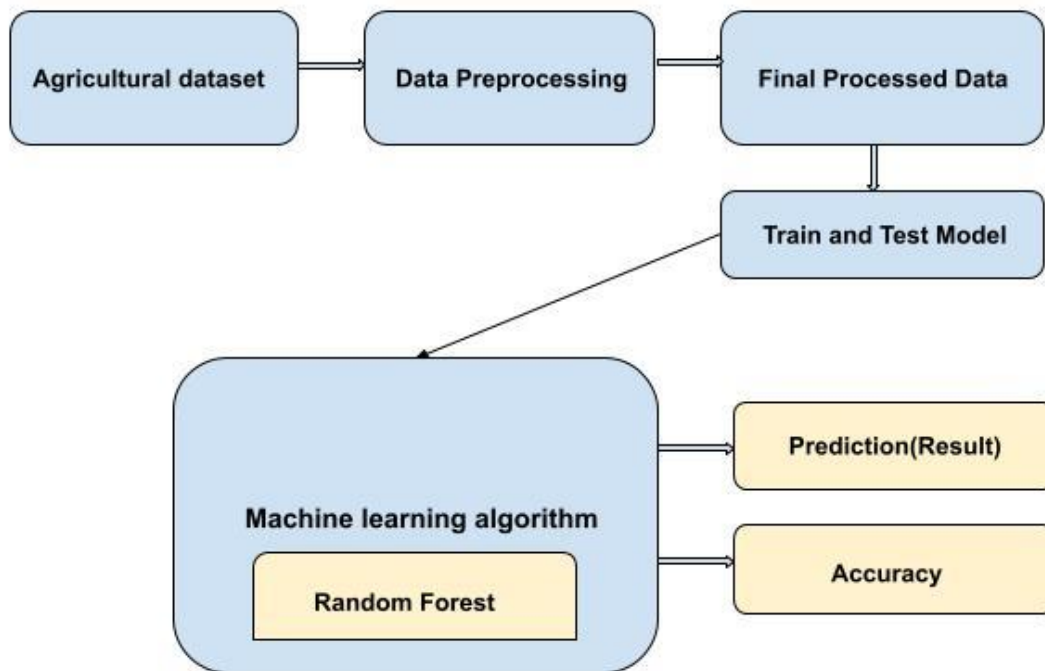 Agricultural dataset
Data Preprocessing
Final Processed Data
Train and Test Model
Machine learning algorithm
Random Forest
Prediction(Result)
Accuracy